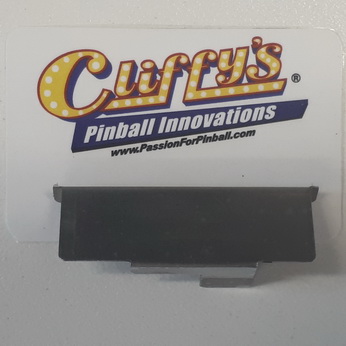 Cliffy's ®
Pinball Innovations
www.PassionForPinball.com